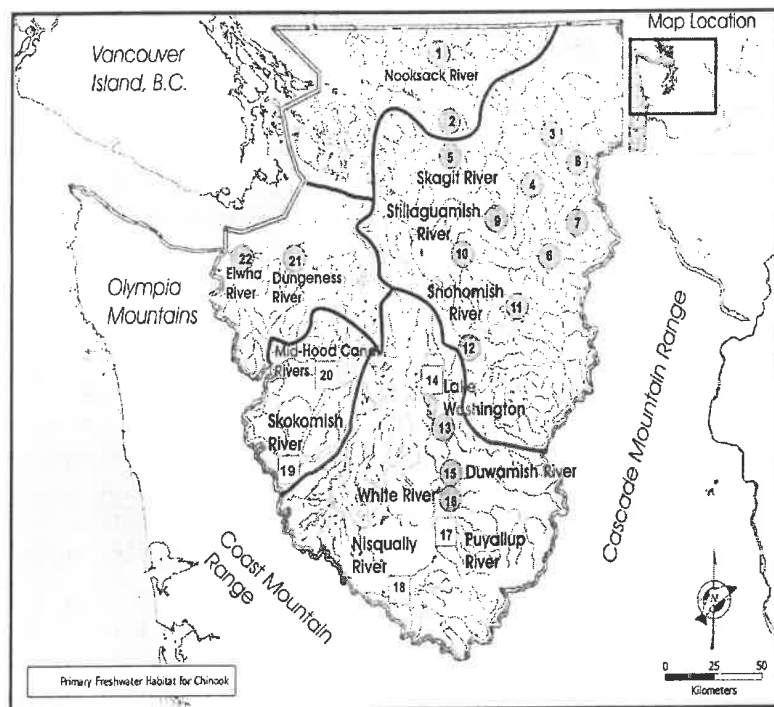 Map Location
Vancouver
Island, B.C.
1
Nooksack River
2
3
5
8
Skagit River
4
Stillaguamish
River
9
7
22
21
10
6
Elwha
River
Dungeness
River
Olympia
Mountains
Snohomish
River
11
12
Mid-Hood Canal
Rivers
20
14
Lake
Washington
13
Skokomish
River
19
15
Duwamish River
White River
16
17
Puyallup
River
Nisqually
River
18
Cascade Mountain Range
Coast Mountain
Range
N
Primary Freshwater Habitat for Chinook
0 25 50
Kilometers